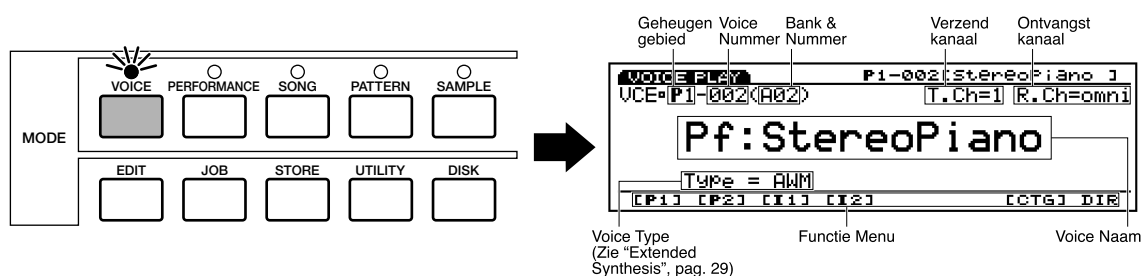 Geheugen gebied
Voice Nummer
Bank & Nummer
Verzend kanaal
Ontvangst kanaal
MODE
VOICE PERFORMANCE SONG PATTERN SAMPLE
EDIT JOB STORE UTILITY DISK
VOICE PLAY P1-002[StereoPiano ]
VCE▪P1-002(A02) T.Ch=1 R.Ch=omni
Pf:StereoPiano
Type = AWM
[P1] [P2] [I1] [I2] [CTG] DIR
Voice Type
(Zie “Extended
Synthesis”, pag. 29)
Functie Menu
Voice Naam